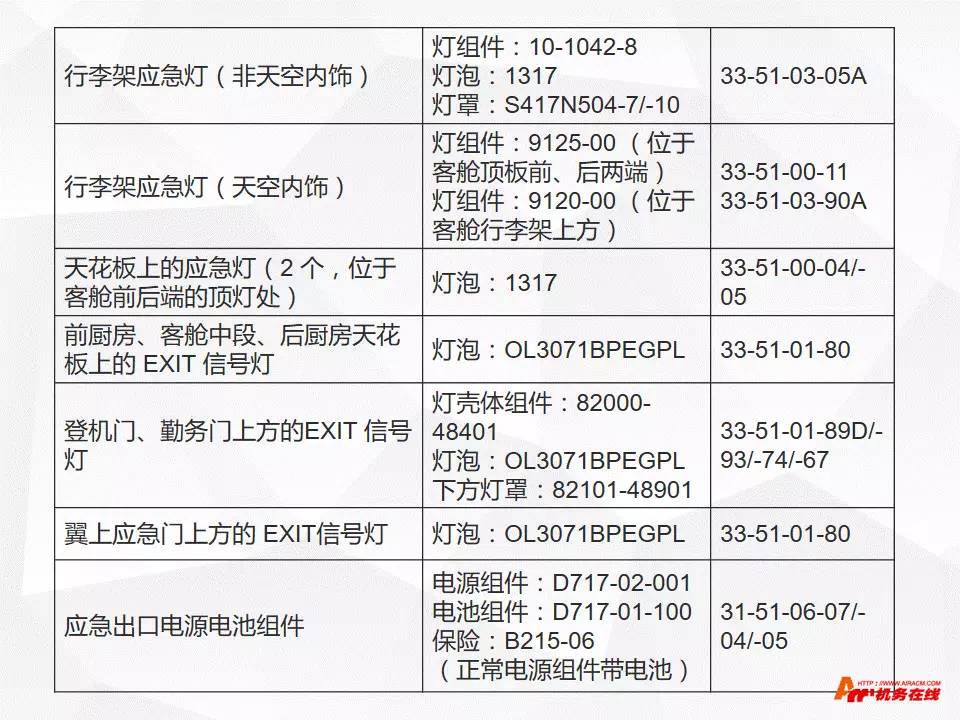 行李架应急灯（非天空内饰）
灯组件：10-1042-8
灯泡：1317
灯罩：S417N504-7/-10
33-51-03-05A
行李架应急灯（天空内饰）
灯组件：9125-00（位于
客舱顶板前、后两端）
灯组件：9120-00（位于
客舱行李架上方）
33-51-00-11
33-51-03-90A
天花板上的应急灯（2 个，位于
客舱前后端的顶灯处）
灯泡：1317
33-51-00-04/-
05
前厨房、客舱中段、后厨房天花
板上的 EXIT 信号灯
灯泡：OL3071BPEGPL
33-51-01-80
登机门、勤务门上方的EXIT 信号
灯
灯壳体组件：82000-
48401
灯泡：OL3071BPEGPL
下方灯罩：82101-48901
33-51-01-89D/-
93/-74/-67
翼上应急门上方的 EXIT信号灯
灯泡：OL3071BPEGPL
33-51-01-80
应急出口电源电池组件
电源组件：D717-02-001
电池组件：D717-01-100
保险：B215-06
（正常电源组件带电池）
31-51-06-07/-
04/-05
HTTP://WWW.AIRACM.COM
机务在线